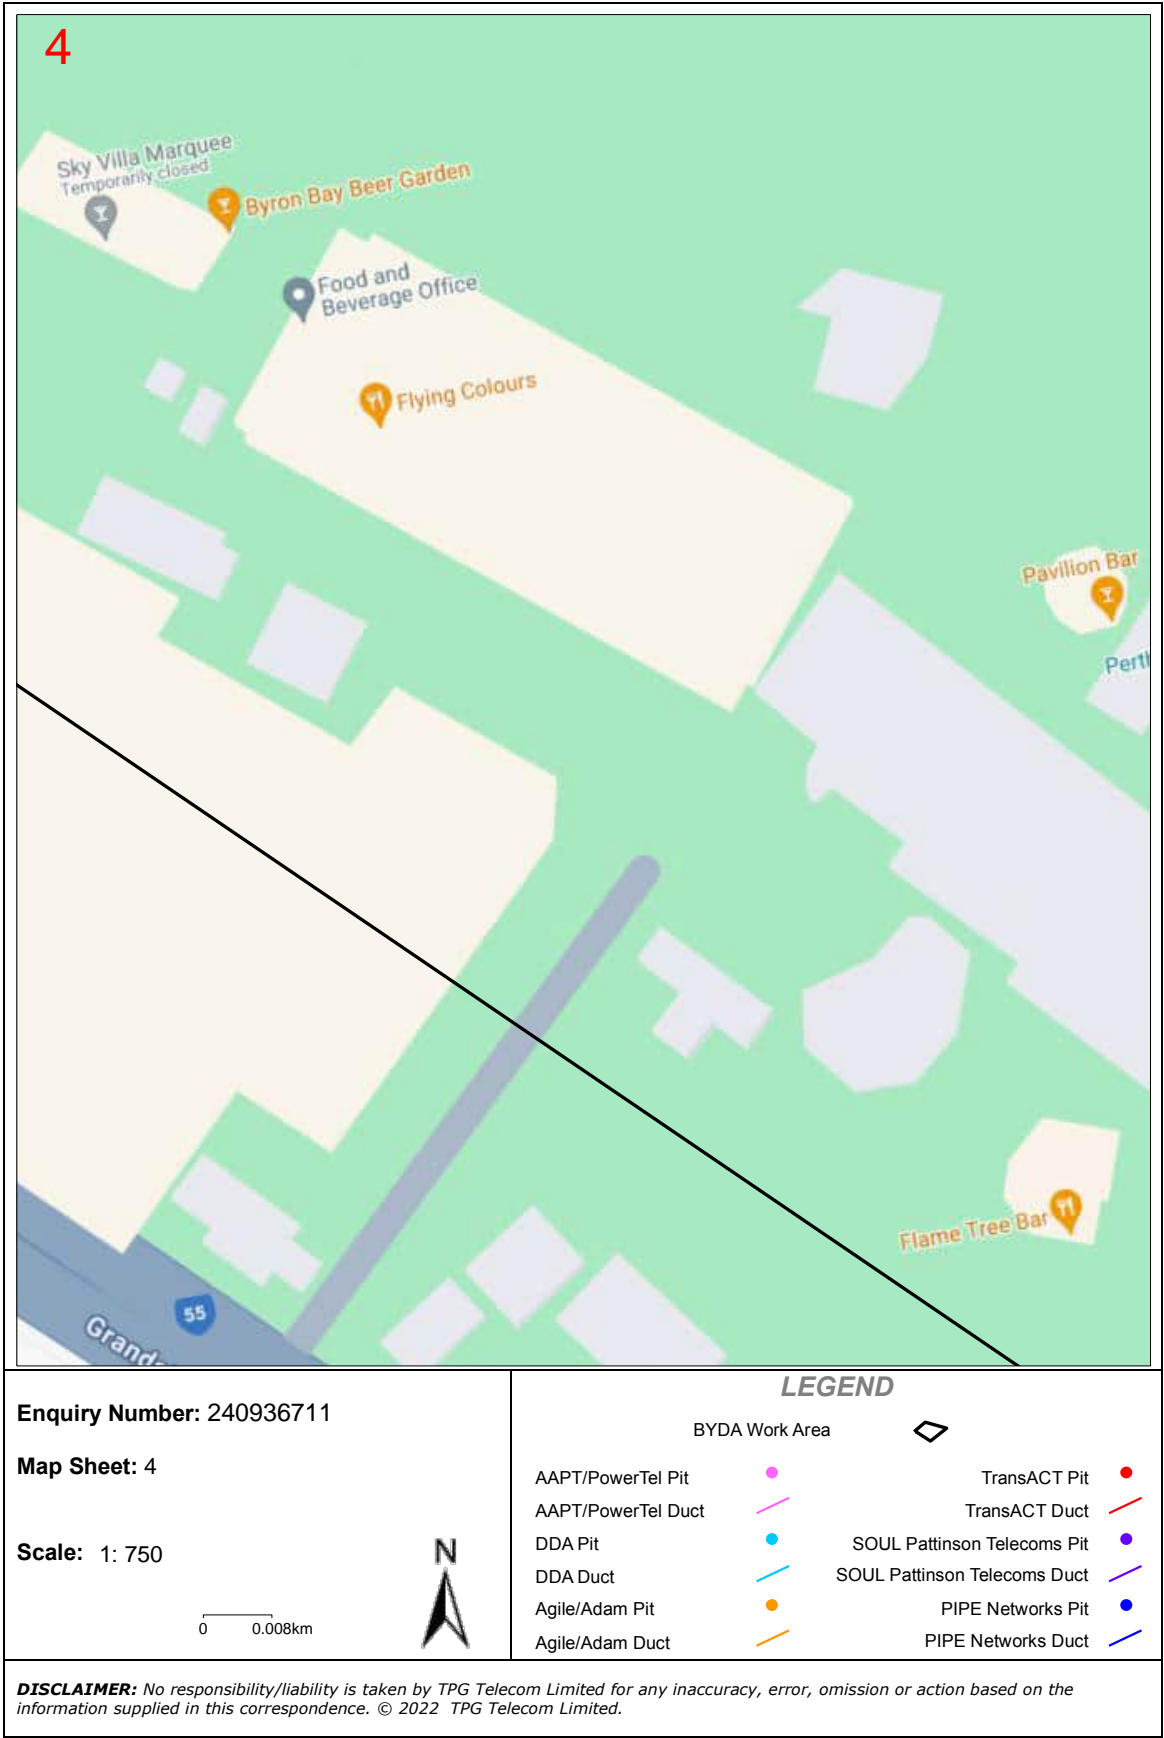 4
Sky Villa Marquee
Temporarily closed
Byron Bay Beer Garden
Food and
Beverage Office
Flying Colours
Pavilion Bar
Flame Tree Bar
55
LEGEND
BYDA Work Area
Enquiry Number: 240936711
Map Sheet: 4
Scale: 1: 750
N
0 0.008km
AAPT/PowerTel Pit
AAPT/PowerTel Duct
DDA Pit
DDA Duct
Agile/Adam Pit
Agile/Adam Duct
TransACT Pit
TransACT Duct
SOUL Pattinson Telecoms Pit
SOUL Pattinson Telecoms Duct
PIPE Networks Pit
PIPE Networks Duct
DISCLAIMER: No responsibility/liability is taken by TPG Telecom Limited for any inaccuracy, error, omission or action based on the
information supplied in this correspondence. © 2022 TPG Telecom Limited.